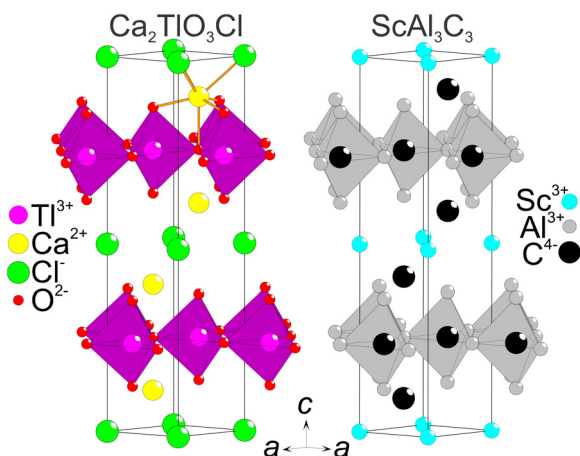 Ca₂TlO₃Cl
ScAl₃C₃
Tl³⁺
Ca²⁺
Cl⁻
O²⁻
Sc³⁺
Al³⁺
C⁴⁻
c
a a